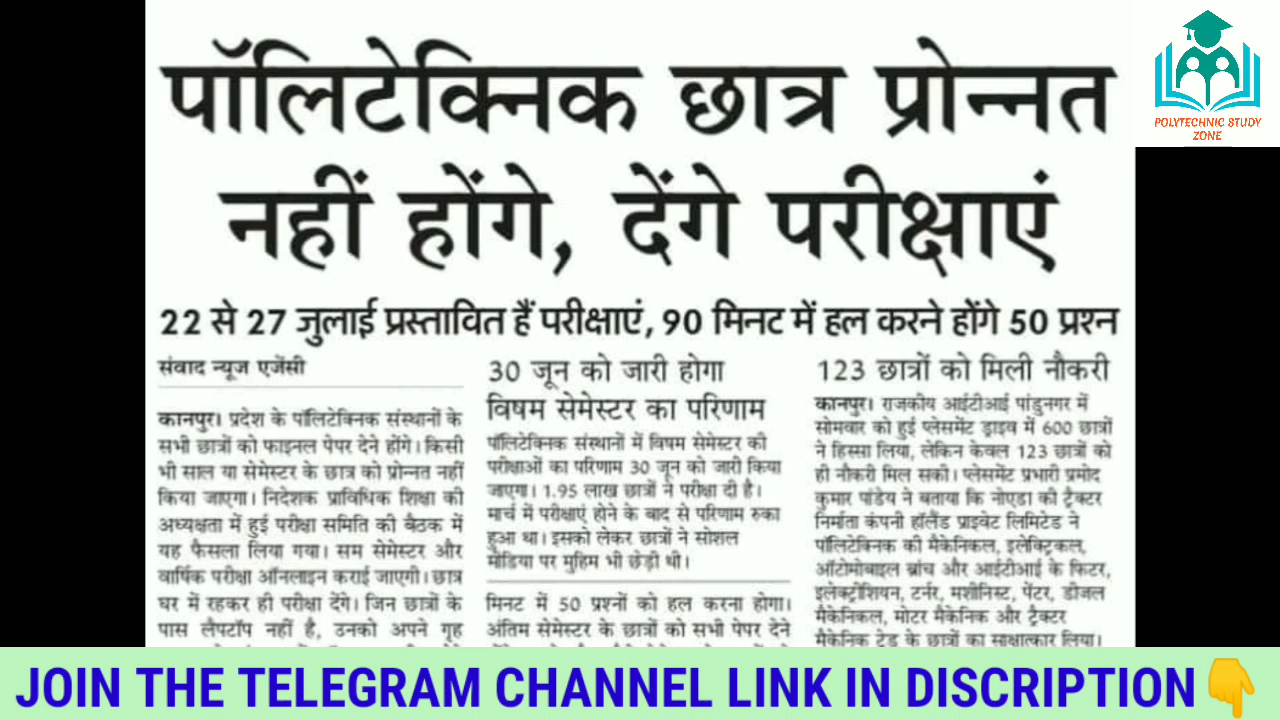 पॉलिटेक्निक छात्र प्रोन्नत
नहीं होंगे, देंगे परीक्षाएं
POLYTECHNIC STUDY
ZONE
22 से 27 जुलाई प्रस्तावित हैं परीक्षाएं, 90 मिनट में हल करने होंगे 50 प्रश्न
संवाद न्यूज एजेंसी
कानपुर। प्रदेश के पॉलिटेक्निक संस्थानों के
सभी छात्रों को फाइनल पेपर देने होंगे। किसी
भी साल या सेमेस्टर के छात्र को प्रोन्नत नहीं
किया जाएगा। निदेशक प्राविधिक शिक्षा की
अध्यक्षता में हुई परीक्षा समिति की बैठक में
यह फैसला लिया गया। सम सेमेस्टर और
वार्षिक परीक्षा ऑनलाइन कराई जाएगी। छात्र
घर में रहकर ही परीक्षा देंगे। जिन छात्रों के
पास लैपटॉप नहीं है, उनको अपने गृह
30 जून को जारी होगा
विषम सेमेस्टर का परिणाम
पॉलिटेक्निक संस्थानों में विषम सेमेस्टर की
परीक्षाओं का परिणाम 30 जून को जारी किया
जाएगा। 1.95 लाख छात्रों ने परीक्षा दी है।
मार्च में परीक्षाएं होने के बाद से परिणाम रुका
हुआ था। इसको लेकर छात्रों ने सोशल
मीडिया पर मुहिम भी छेड़ी थी।
मिनट में 50 प्रश्नों को हल करना होगा।
अंतिम सेमेस्टर के छात्रों को सभी पेपर देने
123 छात्रों को मिली नौकरी
कानपुर। राजकीय आईटीआई पांडुनगर में
सोमवार को हुई प्लेसमेंट ड्राइव में 600 छात्रों
ने हिस्सा लिया, लेकिन केवल 123 छात्रों को
ही नौकरी मिल सकी। प्लेसमेंट प्रभारी प्रमोद
कुमार पांडेय ने बताया कि नोएडा की ट्रैक्टर
निर्माता कंपनी हॉलैंड प्राइवेट लिमिटेड ने
पॉलिटेक्निक की मैकेनिकल, इलेक्ट्रिकल,
ऑटोमोबाइल ब्रांच और आईटीआई के फिटर,
इलेक्ट्रीशियन, टर्नर, मशीनिस्ट, पेंटर, डीजल
मैकेनिकल, मोटर मैकेनिक और ट्रैक्टर
मैकेनिक ट्रेड के छात्रों का साक्षात्कार लिया।
JOIN THE TELEGRAM CHANNEL LINK IN DISCRIPTION